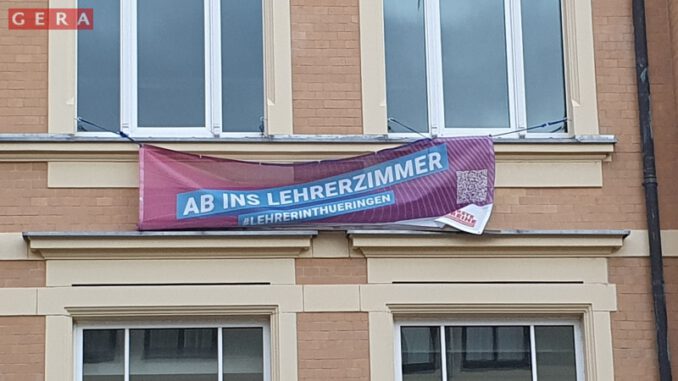 GERA
AB INS LEHRERZIMMER
#LEHRERINTHUERINGEN